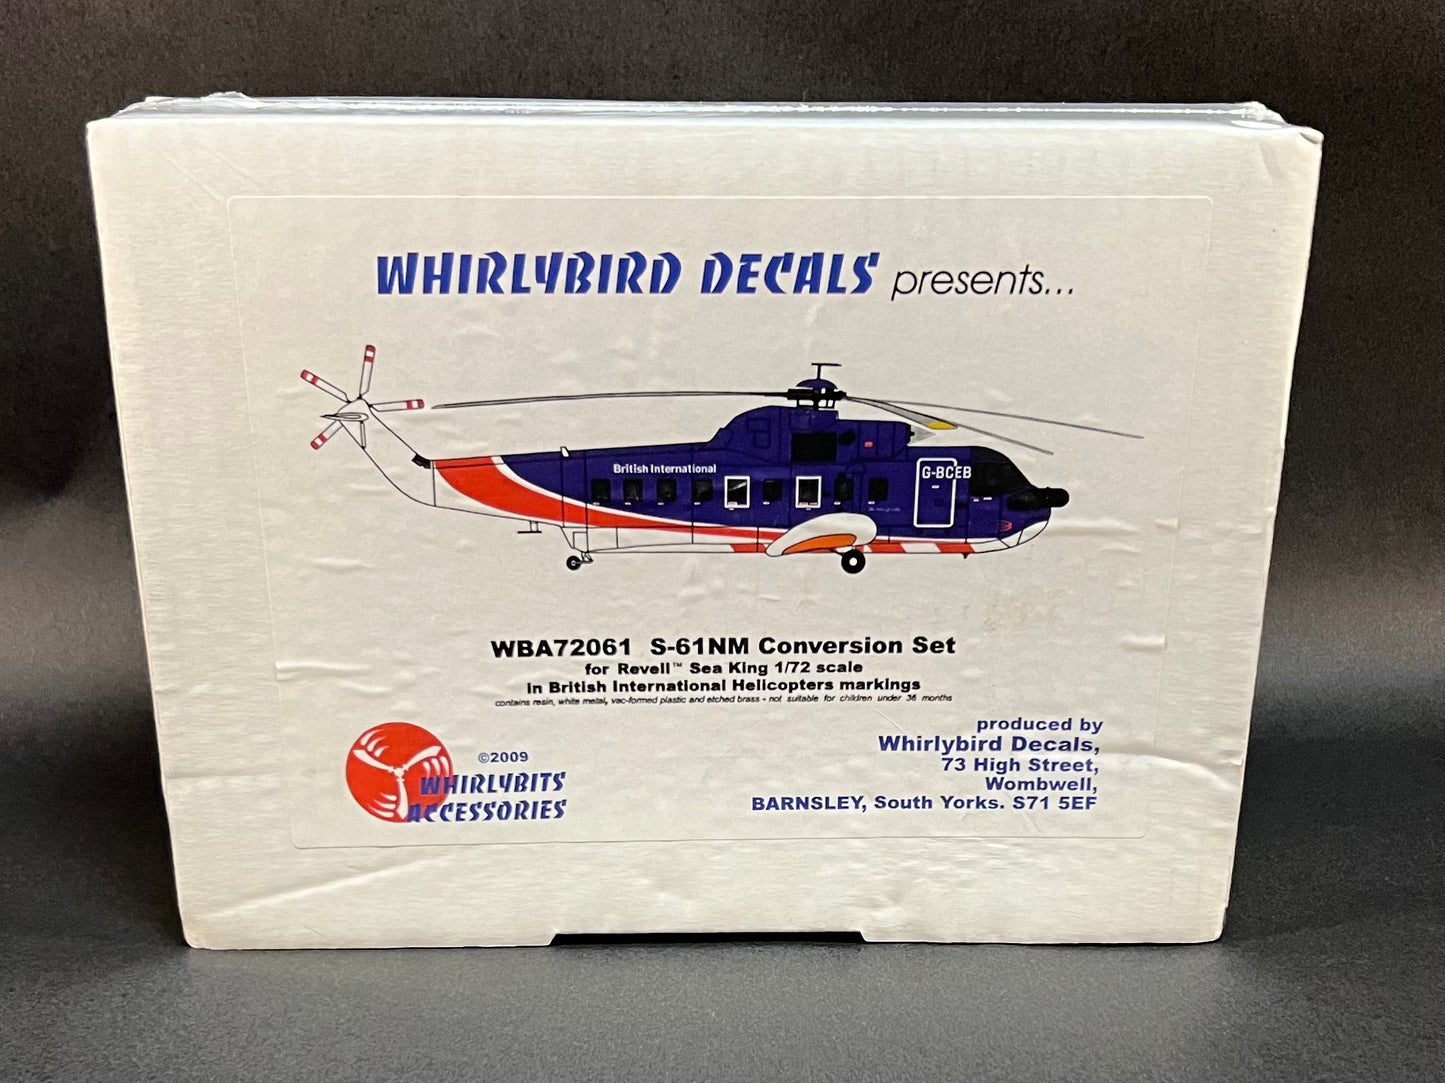 WHIRLYBIRD DECALS presents...
British International
G-BCEB
WBA72061 S-61NM Conversion Set
for Revell™ Sea King 1/72 scale
in British International Helicopters markings
contains resin, white metal, vac-formed plastic and etched brass - not suitable for children under 36 months
©2009
WHIRLYBITS
ACCESSORIES
produced by
Whirlybird Decals,
73 High Street,
Wombwell,
BARNSLEY, South Yorks. S71 5EF